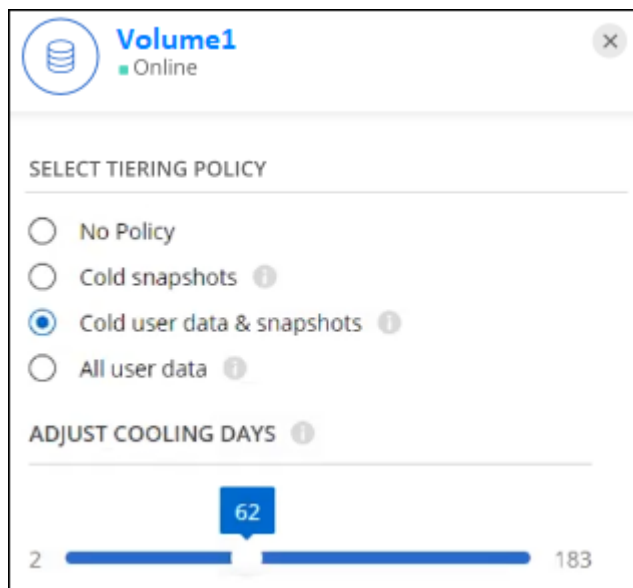 Volume1
Online
SELECT TIERING POLICY
No Policy
Cold snapshots
Cold user data & snapshots
All user data
ADJUST COOLING DAYS
62
2 183